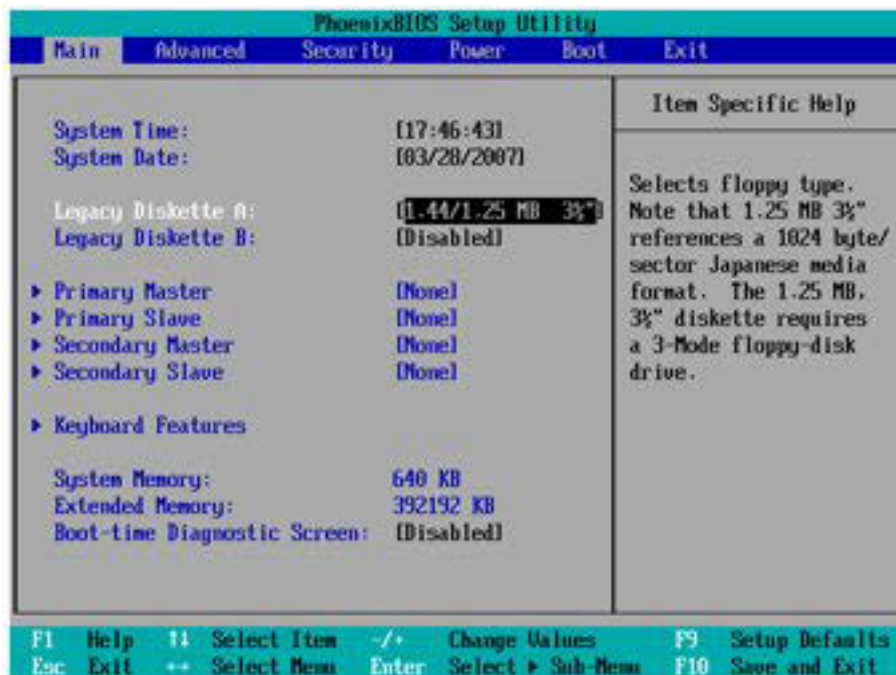 PhoenixBIOS Setup Utility
Main Advanced Security Power Boot Exit
System Time: [17:46:43]
System Date: [03/28/2007]
Legacy Diskette A: [1.44/1.25 MB 3½"]
Legacy Diskette B: [Disabled]
▶ Primary Master [None]
▶ Primary Slave [None]
▶ Secondary Master [None]
▶ Secondary Slave [None]
▶ Keyboard Features
System Memory: 640 KB
Extended Memory: 392192 KB
Boot-time Diagnostic Screen: [Disabled]
Item Specific Help
Selects floppy type.
Note that 1.25 MB 3½"
references a 1024 byte/
sector Japanese media
format. The 1.25 MB,
3½" diskette requires
a 3-Mode floppy-disk
drive.
F1 Help ↑↓ Select Item -/+ Change Values F9 Setup Defaults
Esc Exit ↔ Select Menu Enter Select ▶ Sub-Menu F10 Save and Exit